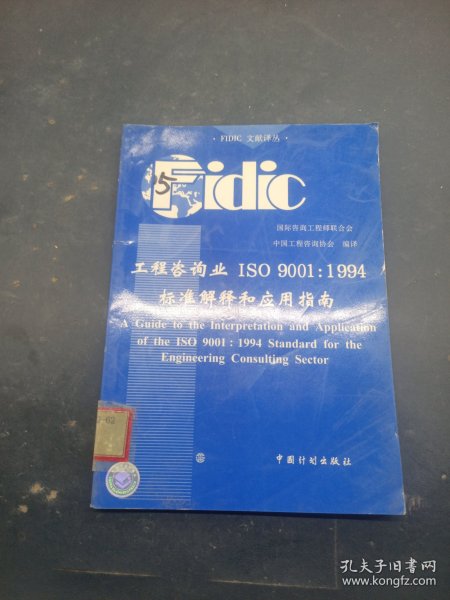 · FIDIC 文献译丛 ·
Fidic
15
国际咨询工程师联合会
中国工程咨询协会 编译
工程咨询业 ISO 9001:1994
标准解释和应用指南
A Guide to the Interpretation and Application
of the ISO 9001:1994 Standard for the
Engineering Consulting Sector
中国计划出版社
孔夫子旧书网
www.kongfz.com